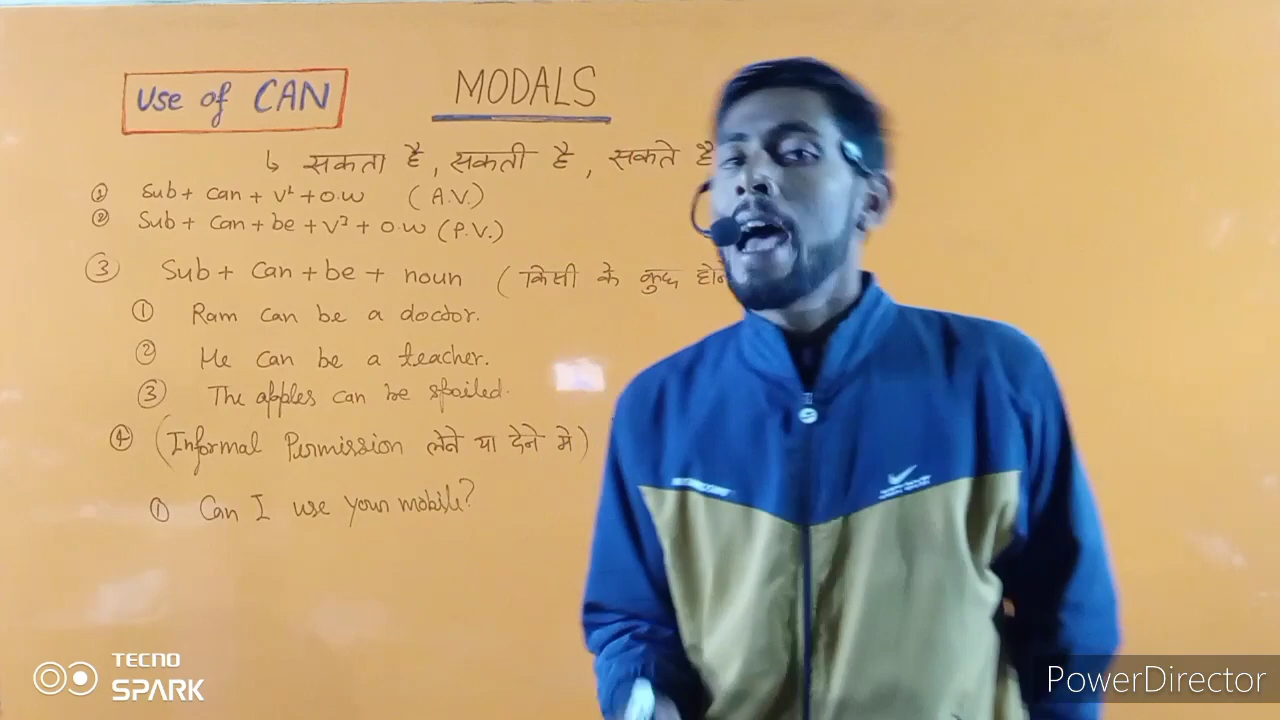 Use of CAN
MODALS
↳ सकता है, सकती है, सकते है
① Sub + can + V¹ + O.W (A.V.)
② Sub + can + be + V³ + O.W (P.V.)
③ Sub + can + be + noun (किसी के कुछ होने
① Ram can be a doctor.
② He can be a teacher.
③ The apples can be spoiled.
④ (Informal Permission लेने या देने मे)
① Can I use your mobile?
TECNO
SPARK
PowerDirector